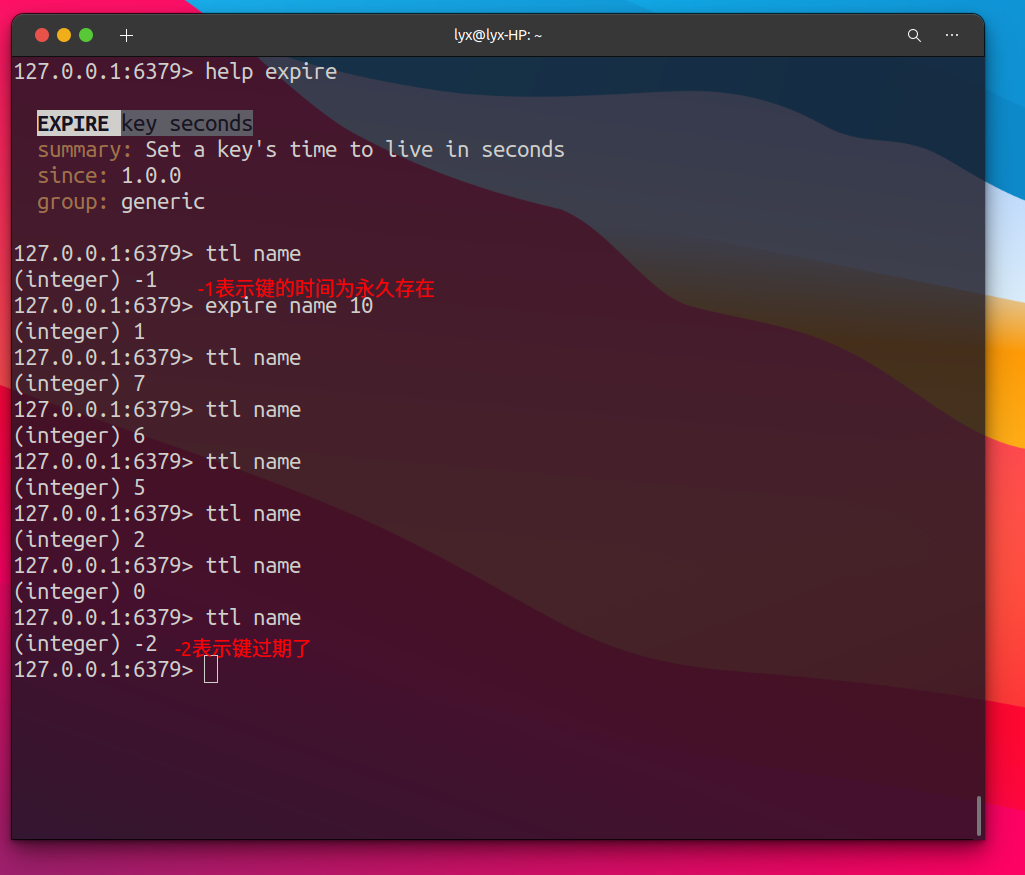 lyx@lyx-HP: ~
127.0.0.1:6379> help expire
EXPIRE key seconds
summary: Set a key's time to live in seconds
since: 1.0.0
group: generic
127.0.0.1:6379> ttl name
(integer) -1
-1表示键的时间为永久存在
127.0.0.1:6379> expire name 10
(integer) 1
127.0.0.1:6379> ttl name
(integer) 7
127.0.0.1:6379> ttl name
(integer) 6
127.0.0.1:6379> ttl name
(integer) 5
127.0.0.1:6379> ttl name
(integer) 2
127.0.0.1:6379> ttl name
(integer) 0
127.0.0.1:6379> ttl name
(integer) -2
-2表示键过期了
127.0.0.1:6379>